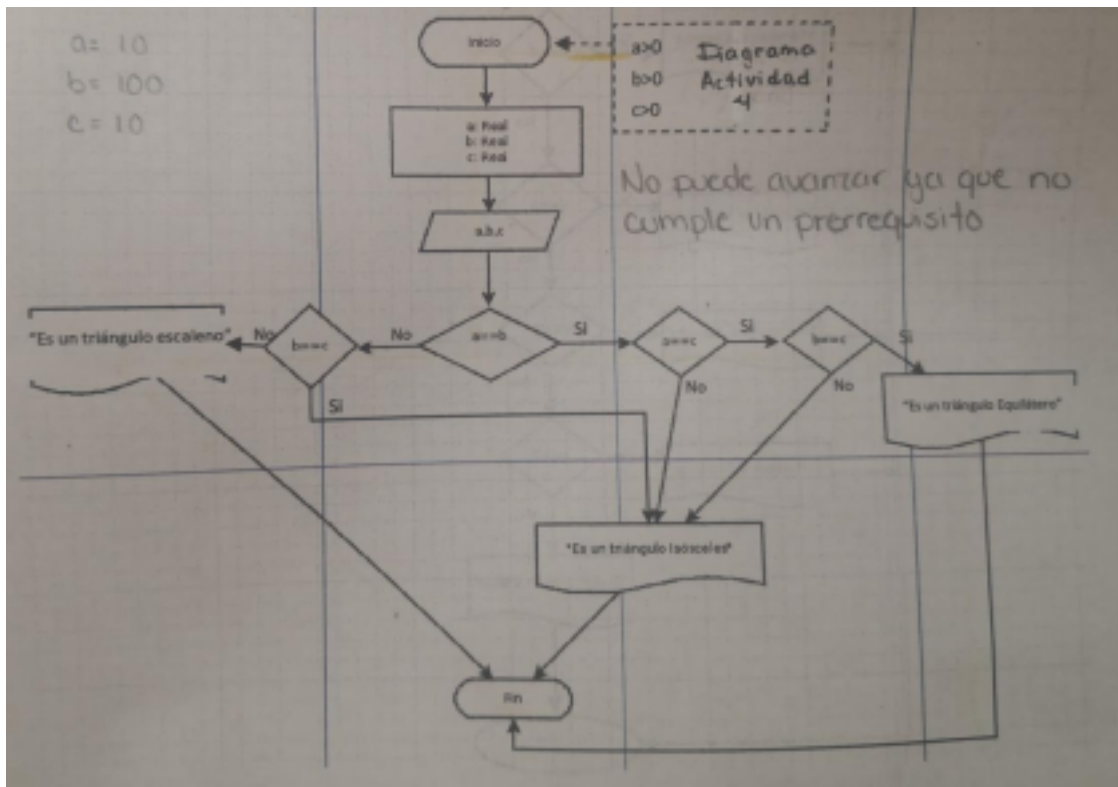 a= 10
b= 100
c= 10
Inicio
a>0
b>0
c>0
Diagrama
Actividad
4
a: Real
b: Real
c: Real
No puede avanzar ya que no
cumple un prerrequisito
a,b,c
"Es un triángulo escaleno"
No
b==c
No
a==b
Si
a==c
Si
b==c
Si
Si
No
No
"Es un triángulo Equilátero"
"Es un triángulo Isósceles"
Fin